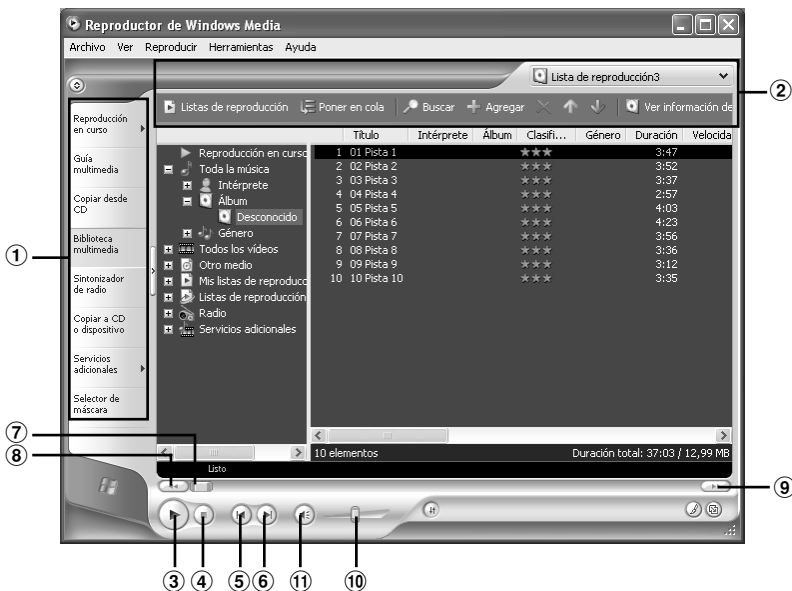 Reproductor de Windows Media
Archivo Ver Reproducir Herramientas Ayuda
Lista de reproducción3
②
Listas de reproducción Poner en cola Buscar Agregar Ver información de
Título Intérprete Álbum Clasifi... Género Duración Velocida
①
Reproducción en curso
Guía multimedia
Copiar desde CD
Biblioteca multimedia
Sintonizador de radio
Copiar a CD o dispositivo
Servicios adicionales
Selector de máscara
Reproducción en curso
Toda la música
Intérprete
Álbum
Desconocido
Género
Todos los vídeos
Otro medio
Mis listas de reproducc
Listas de reproducción
Radio
Servicios adicionales
1 01 Pista 1 ★★★ 3:47
2 02 Pista 2 ★★★ 3:52
3 03 Pista 3 ★★★ 3:37
4 04 Pista 4 ★★★ 2:57
5 05 Pista 5 ★★★ 4:03
6 06 Pista 6 ★★★ 4:23
7 07 Pista 7 ★★★ 3:56
8 08 Pista 8 ★★★ 3:36
9 09 Pista 9 ★★★ 3:12
10 10 Pista 10 ★★★ 3:35
10 elementos Duración total: 37:03 / 12,99 MB
Listo
⑦
⑧
⑨
③ ④ ⑤ ⑥ ⑪ ⑩